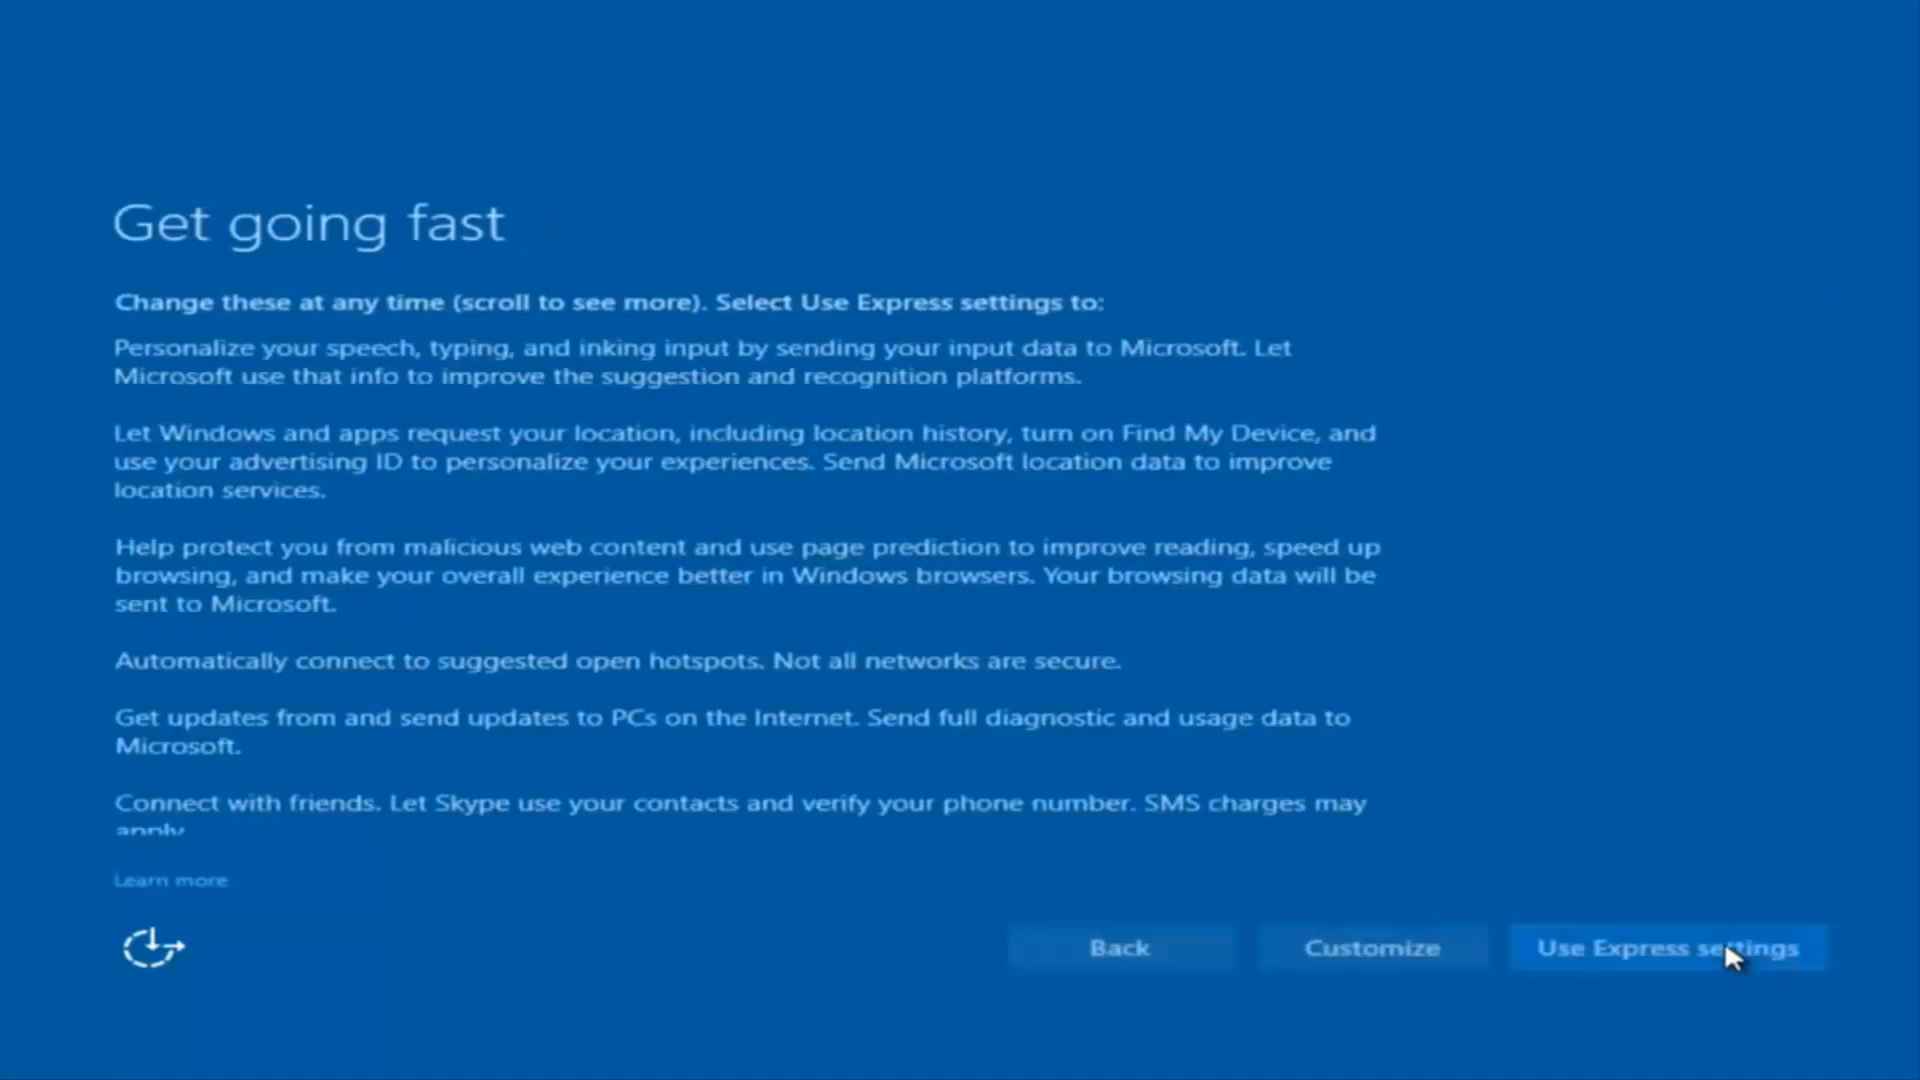 Get going fast
Change these at any time (scroll to see more). Select Use Express settings to:
Personalize your speech, typing, and inking input by sending your input data to Microsoft. Let
Microsoft use that info to improve the suggestion and recognition platforms.
Let Windows and apps request your location, including location history, turn on Find My Device, and
use your advertising ID to personalize your experiences. Send Microsoft location data to improve
location services.
Help protect you from malicious web content and use page prediction to improve reading, speed up
browsing, and make your overall experience better in Windows browsers. Your browsing data will be
sent to Microsoft.
Automatically connect to suggested open hotspots. Not all networks are secure.
Get updates from and send updates to PCs on the Internet. Send full diagnostic and usage data to
Microsoft.
Connect with friends. Let Skype use your contacts and verify your phone number. SMS charges may
apply
Learn more
Back
Customize
Use Express settings